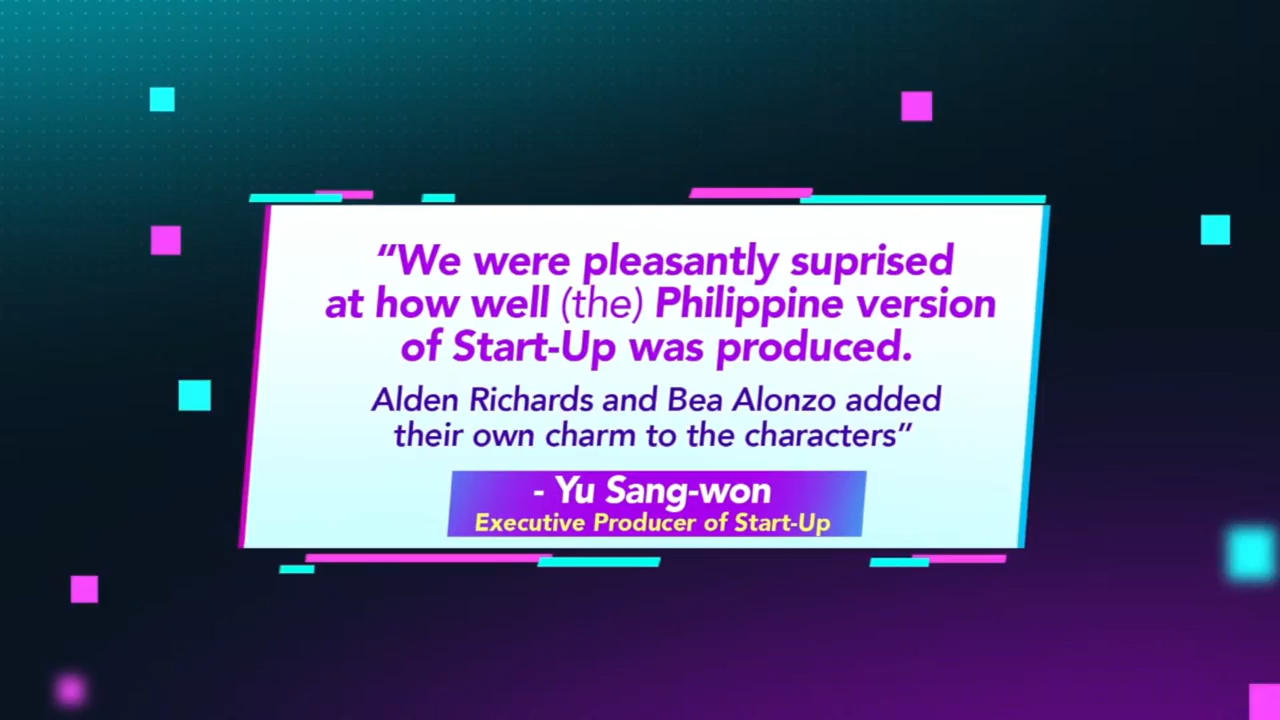 “We were pleasantly suprised
at how well (the) Philippine version
of Start-Up was produced.
Alden Richards and Bea Alonzo added
their own charm to the characters”
- Yu Sang-won
Executive Producer of Start-Up